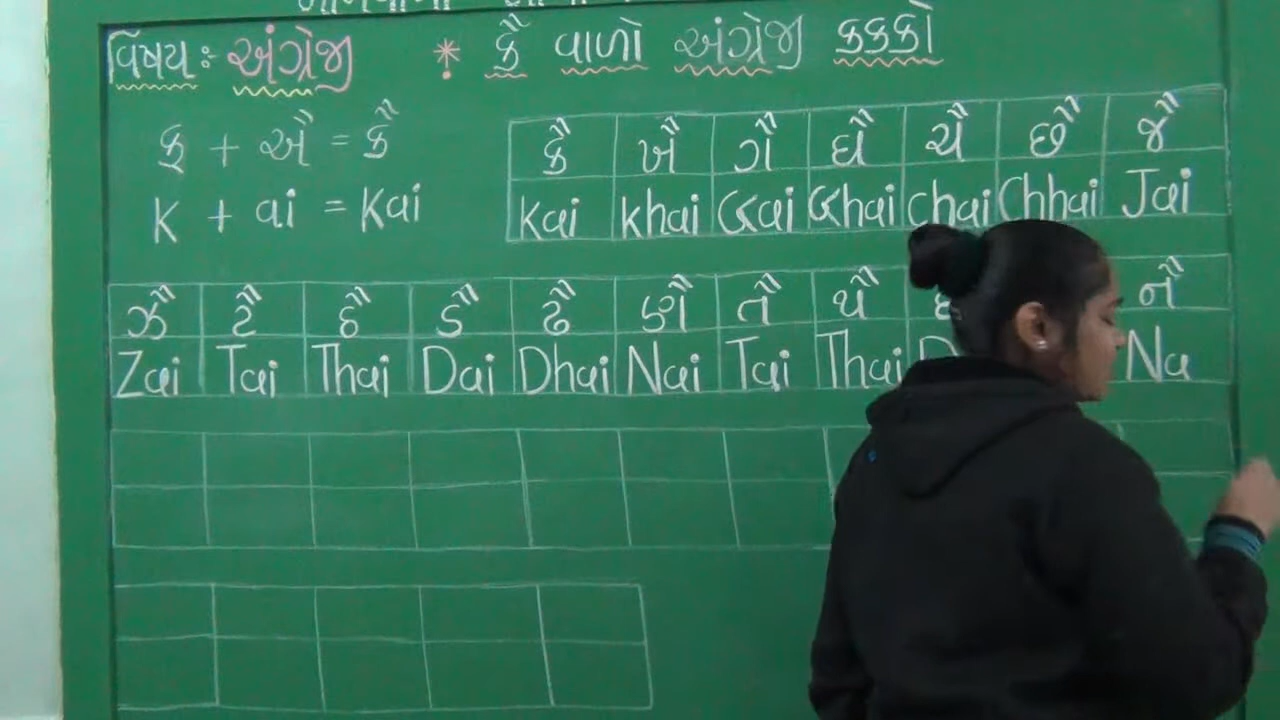 વિષય : અંગ્રેજી * કૈ વાળો અંગ્રેજી કક્કો
ક + ઐ = કૈ
K + ai = Kai
કૈ ખૈ ગૈ ઘૈ ચૈ છૈ જૈ
Kai khai Gai Ghai chai Chhai Jai
ઝૈ ટૈ ઠૈ ડૈ ઢૈ ણૈ તૈ થૈ નૈ
Zai Tai Thai Dai Dhai Nai Tai Thai Na